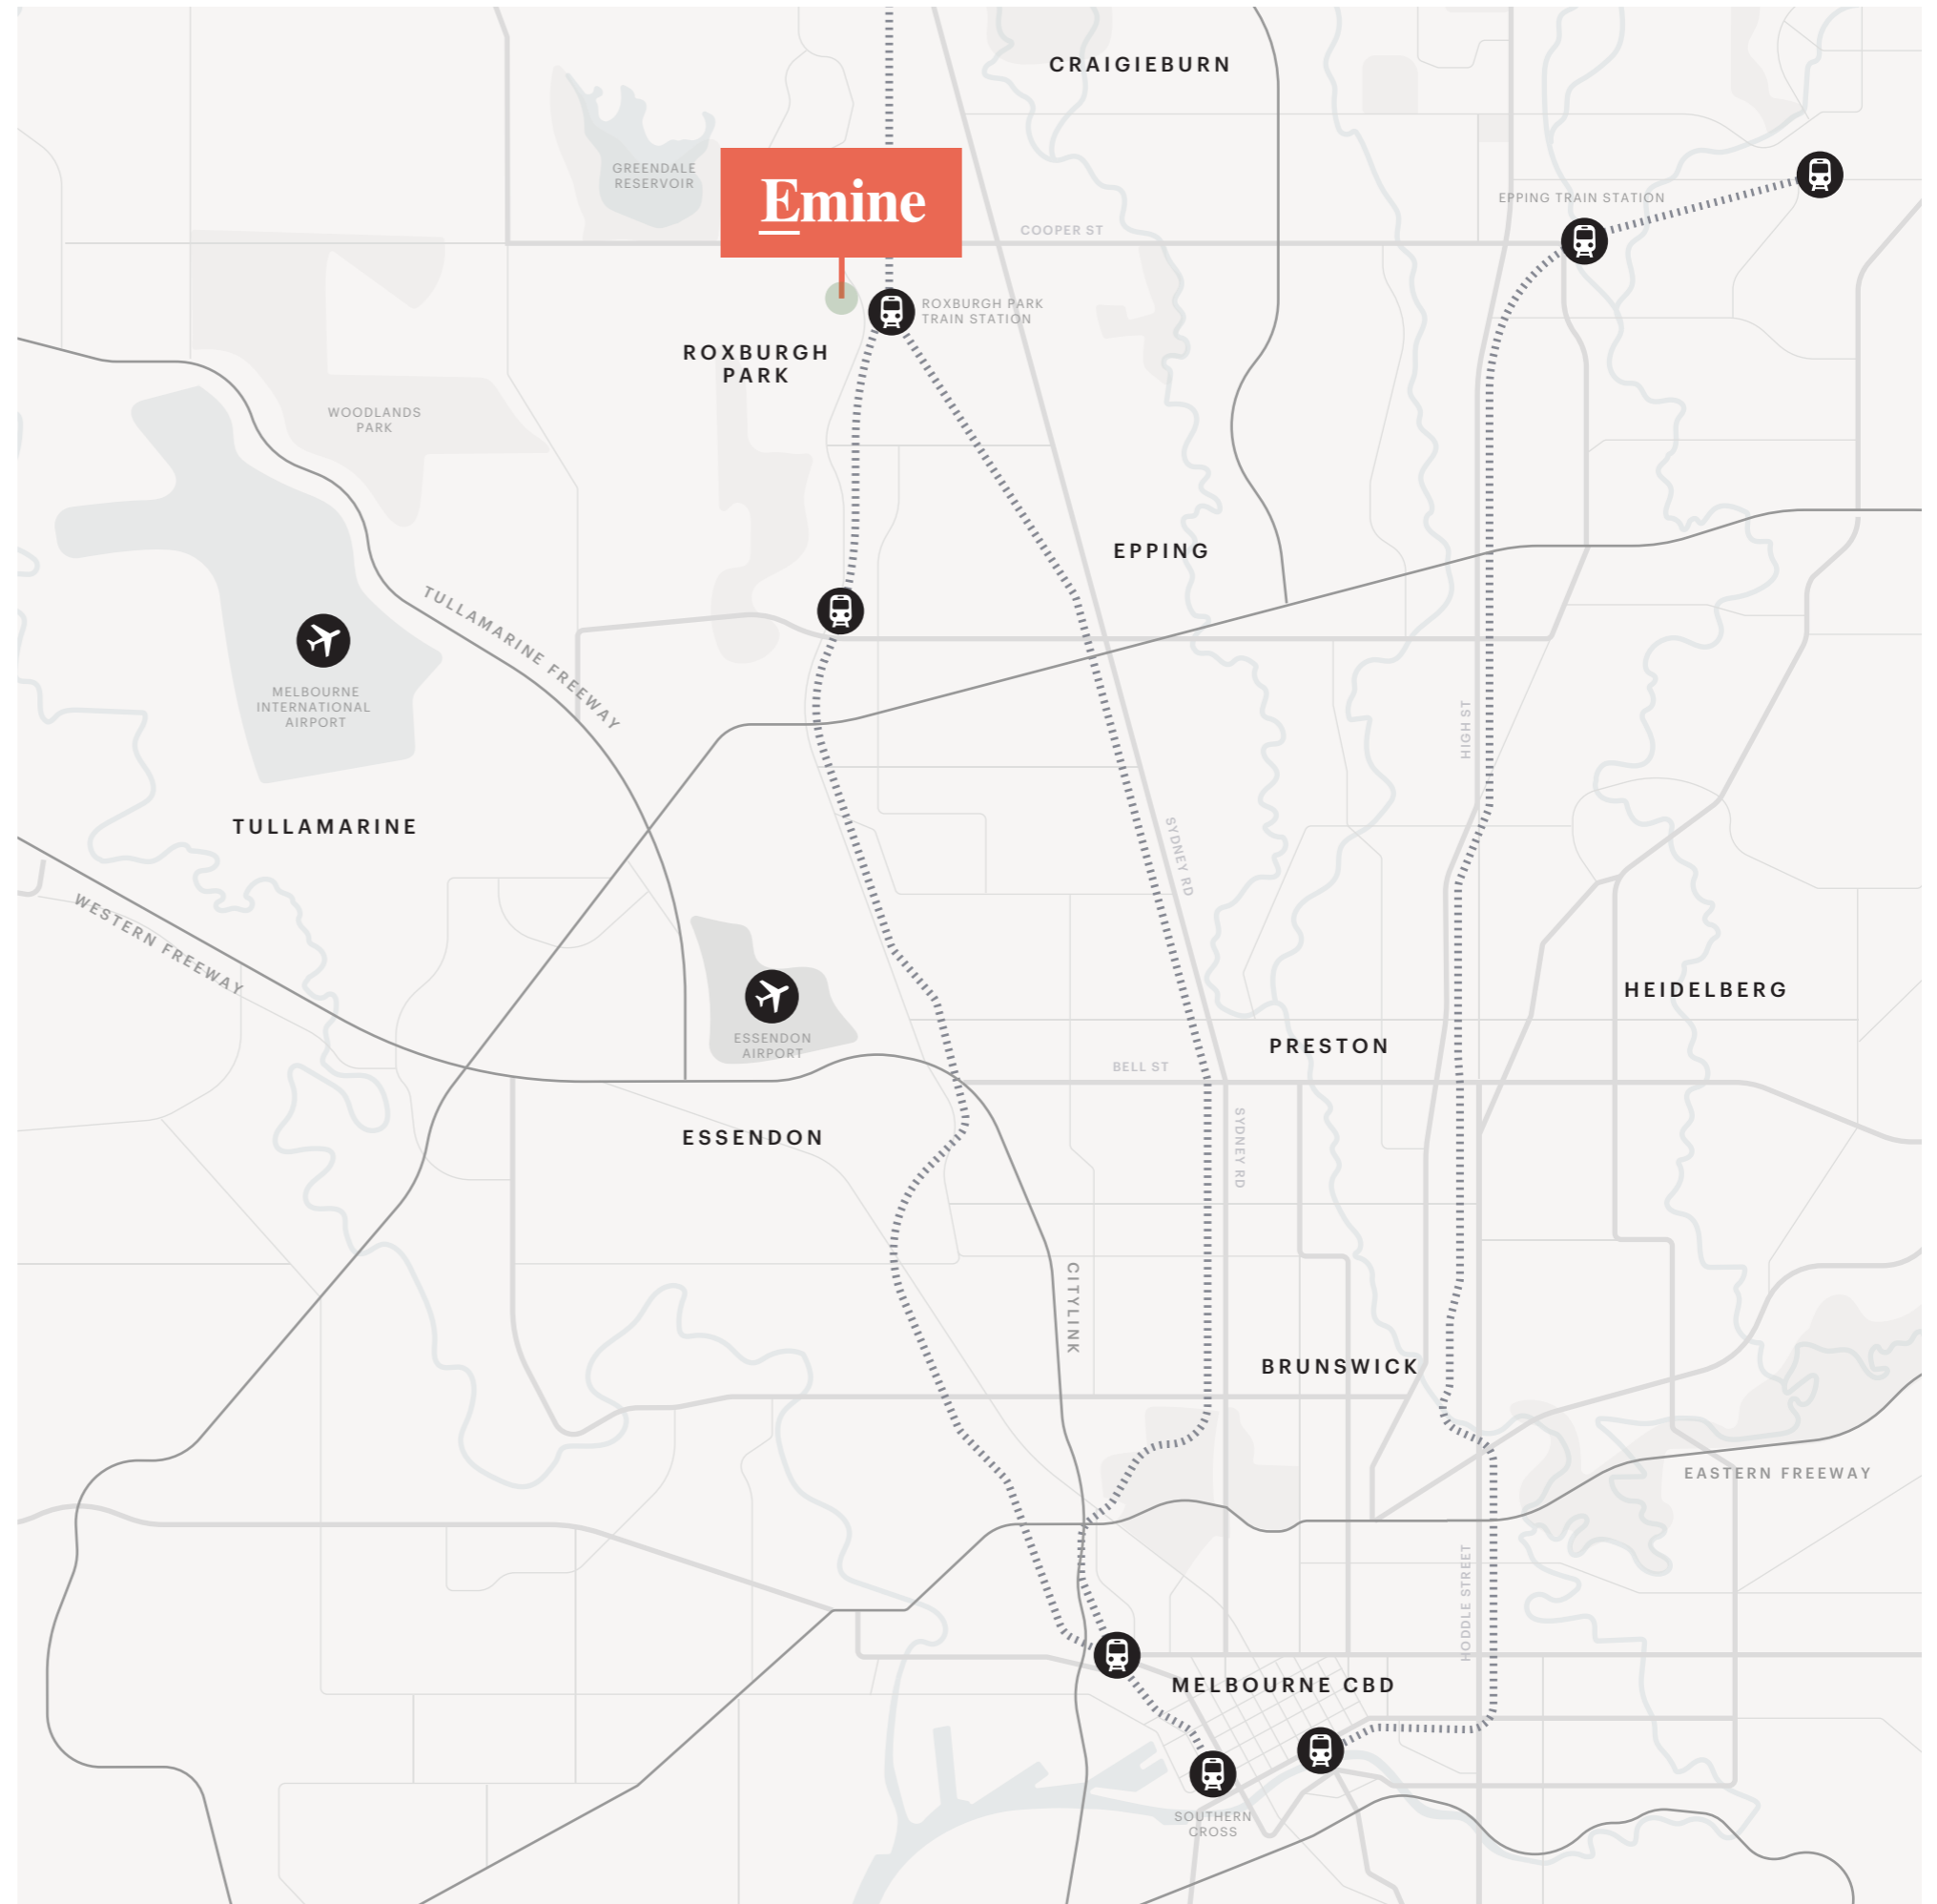 CRAIGIEBURN
GREENDALE
RESERVOIR
Emine
EPPING TRAIN STATION
COOPER ST
ROXBURGH PARK
TRAIN STATION
ROXBURGH
PARK
WOODLANDS
PARK
EPPING
TULLAMARINE FREEWAY
MELBOURNE
INTERNATIONAL
AIRPORT
HIGH ST
TULLAMARINE
SYDNEY RD
WESTERN FREEWAY
HEIDELBERG
ESSENDON
AIRPORT
PRESTON
BELL ST
ESSENDON
SYDNEY RD
CITYLINK
BRUNSWICK
EASTERN FREEWAY
HODDLE STREET
MELBOURNE CBD
SOUTHERN
CROSS